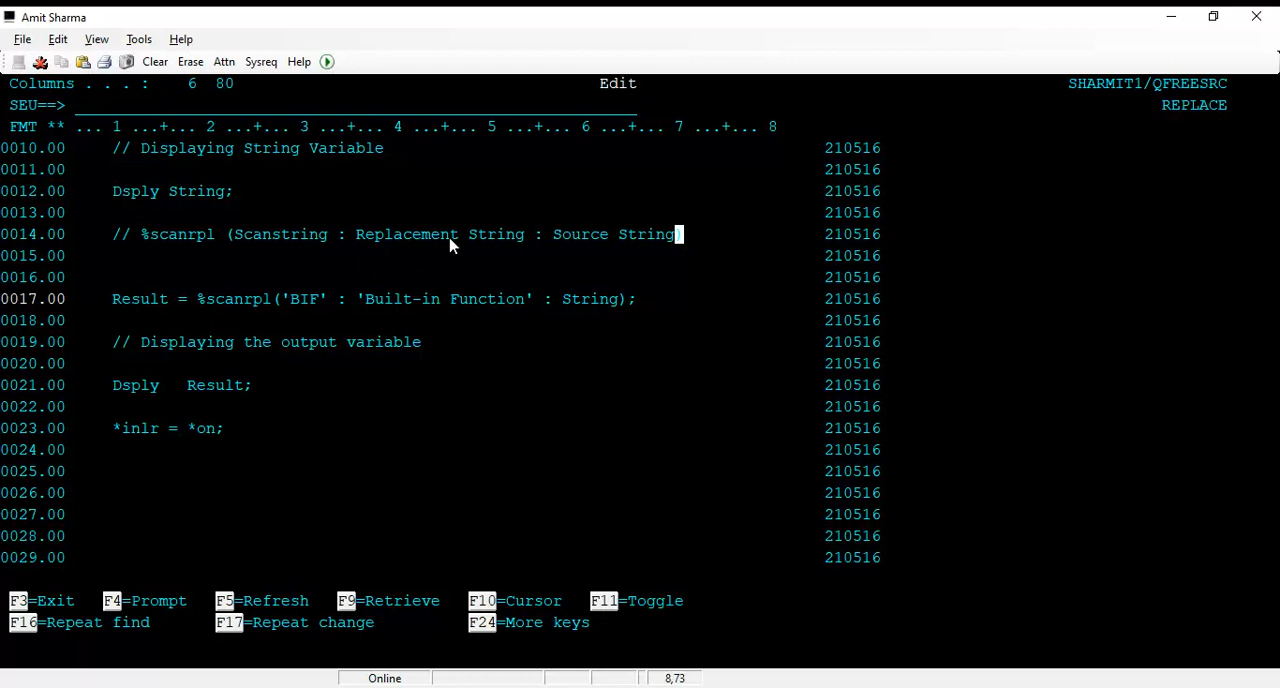 Amit Sharma
File Edit View Tools Help
Clear Erase Attn Sysreq Help
Columns . . . : 6 80 Edit SHARMIT1/QFREESRC
SEU==> REPLACE
FMT ** ... 1 ...+... 2 ...+... 3 ...+... 4 ...+... 5 ...+... 6 ...+... 7 ...+... 8
0010.00 // Displaying String Variable 210516
0011.00 210516
0012.00 Dsply String; 210516
0013.00 210516
0014.00 // %scanrpl (Scanstring : Replacement String : Source String) 210516
0015.00 210516
0016.00 210516
0017.00 Result = %scanrpl('BIF' : 'Built-in Function' : String); 210516
0018.00 210516
0019.00 // Displaying the output variable 210516
0020.00 210516
0021.00 Dsply Result; 210516
0022.00 210516
0023.00 *inlr = *on; 210516
0024.00 210516
0025.00 210516
0026.00 210516
0027.00 210516
0028.00 210516
0029.00 210516
F3=Exit F4=Prompt F5=Refresh F9=Retrieve F10=Cursor F11=Toggle
F16=Repeat find F17=Repeat change F24=More keys
Online 8,73